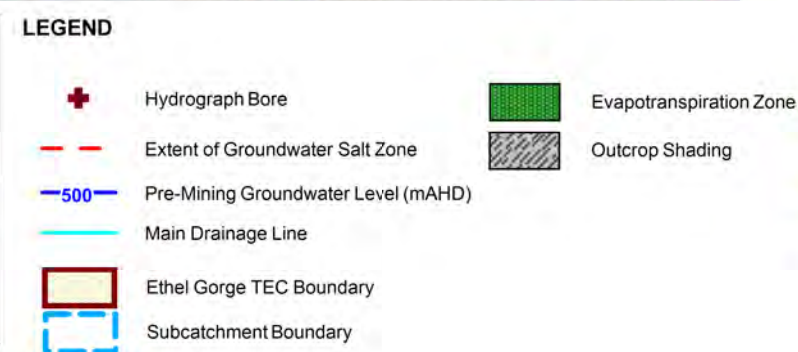 LEGEND
Hydrograph Bore
Extent of Groundwater Salt Zone
500 Pre-Mining Groundwater Level (mAHD)
Main Drainage Line
Ethel Gorge TEC Boundary
Subcatchment Boundary
Evapotranspiration Zone
Outcrop Shading